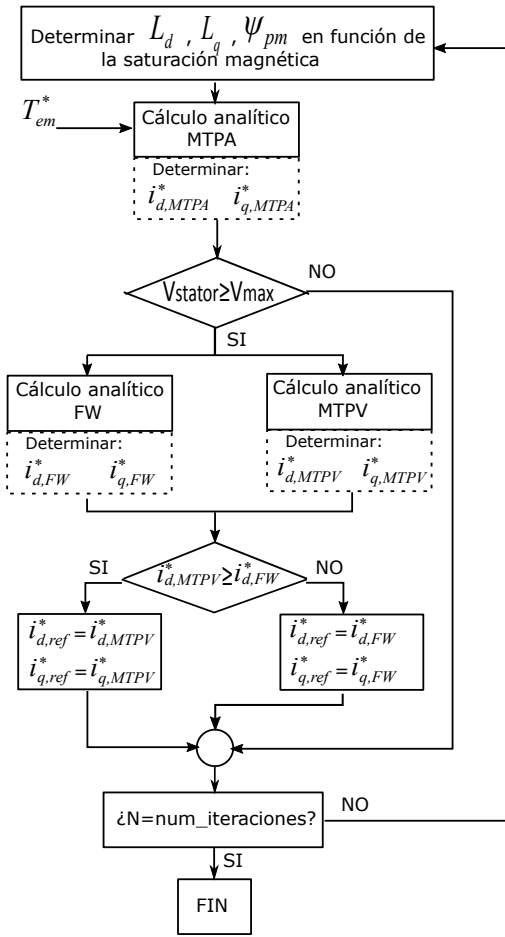 Determinar L_d , L_q , Ψ_pm en función de
la saturación magnética
T*_em
Cálculo analítico
MTPA
Determinar:
i*_d,MTPA i*_q,MTPA
Vstator≥Vmax
NO
SI
Cálculo analítico
FW
Determinar:
i*_d,FW i*_q,FW
Cálculo analítico
MTPV
Determinar:
i*_d,MTPV i*_q,MTPV
i*_d,MTPV≥i*_d,FW
SI
NO
i*_d,ref=i*_d,MTPV
i*_q,ref=i*_q,MTPV
i*_d,ref=i*_d,FW
i*_q,ref=i*_q,FW
¿N=num_iteraciones?
NO
SI
FIN